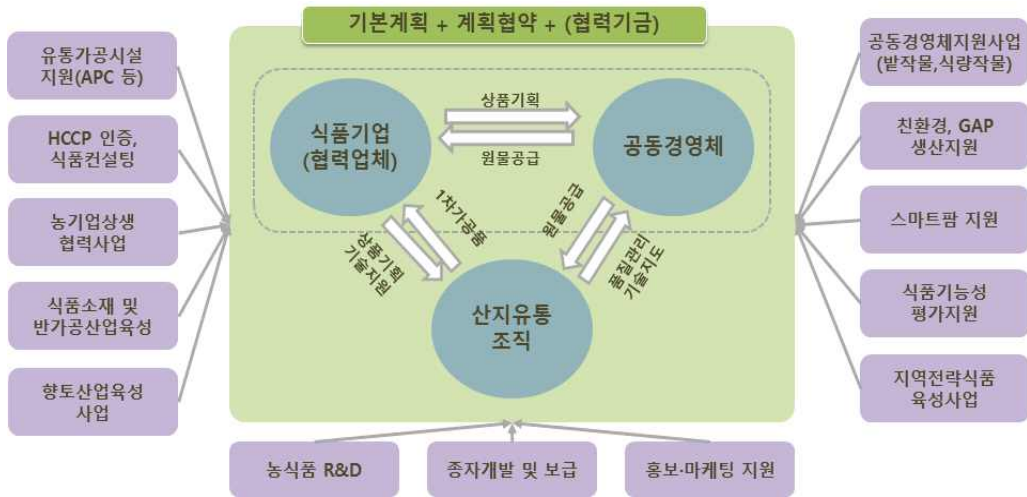 기본계획 + 계획협약 + (협력기금)
유통가공시설
지원(APC 등)
HCCP 인증,
식품컨설팅
농기업상생
협력사업
식품소재 및
반가공산업육성
향토산업육성
사업
식품기업
(협력업체)
상품기획
원물공급
공동경영체
1차가공품
상품기획
기술지원
원물공급
품질관리
기술지도
산지유통
조직
공동경영체지원사업
(밭작물,식량작물)
친환경, GAP
생산지원
스마트팜 지원
식품기능성
평가지원
지역전략식품
육성사업
농식품 R&D
종자개발 및 보급
홍보·마케팅 지원